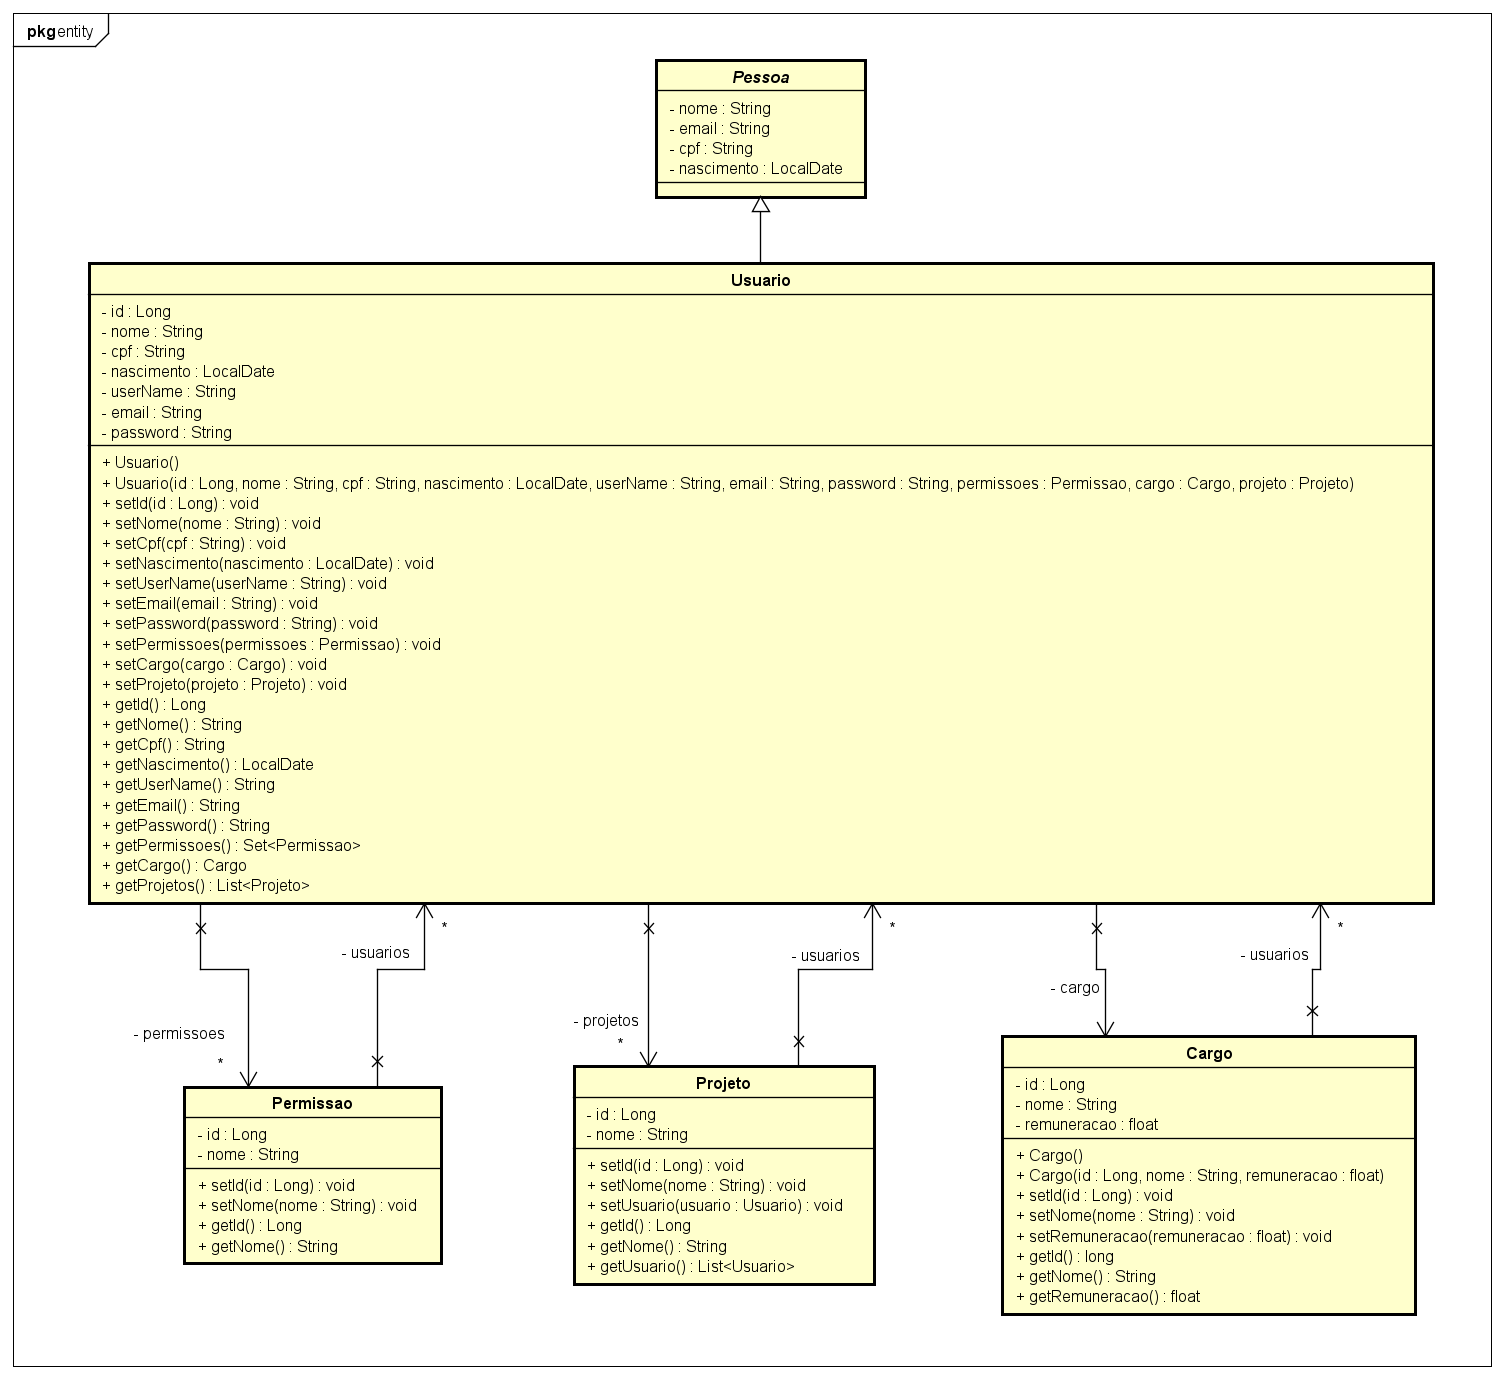 pkg entity
Pessoa
- nome : String
- email : String
- cpf : String
- nascimento : LocalDate
Usuario
- id : Long
- nome : String
- cpf : String
- nascimento : LocalDate
- userName : String
- email : String
- password : String
+ Usuario()
+ Usuario(id : Long, nome : String, cpf : String, nascimento : LocalDate, userName : String, email : String, password : String, permissoes : Permissao, cargo : Cargo, projeto : Projeto)
+ setId(id : Long) : void
+ setNome(nome : String) : void
+ setCpf(cpf : String) : void
+ setNascimento(nascimento : LocalDate) : void
+ setUserName(userName : String) : void
+ setEmail(email : String) : void
+ setPassword(password : String) : void
+ setPermissoes(permissoes : Permissao) : void
+ setCargo(cargo : Cargo) : void
+ setProjeto(projeto : Projeto) : void
+ getId() : Long
+ getNome() : String
+ getCpf() : String
+ getNascimento() : LocalDate
+ getUserName() : String
+ getEmail() : String
+ getPassword() : String
+ getPermissoes() : Set<Permissao>
+ getCargo() : Cargo
+ getProjetos() : List<Projeto>
- permissoes
*
- usuarios
*
- projetos
*
- usuarios
*
- cargo
- usuarios
*
Permissao
- id : Long
- nome : String
+ setId(id : Long) : void
+ setNome(nome : String) : void
+ getId() : Long
+ getNome() : String
Projeto
- id : Long
- nome : String
+ setId(id : Long) : void
+ setNome(nome : String) : void
+ setUsuario(usuario : Usuario) : void
+ getId() : Long
+ getNome() : String
+ getUsuario() : List<Usuario>
Cargo
- id : Long
- nome : String
- remuneracao : float
+ Cargo()
+ Cargo(id : Long, nome : String, remuneracao : float)
+ setId(id : Long) : void
+ setNome(nome : String) : void
+ setRemuneracao(remuneracao : float) : void
+ getId() : long
+ getNome() : String
+ getRemuneracao() : float